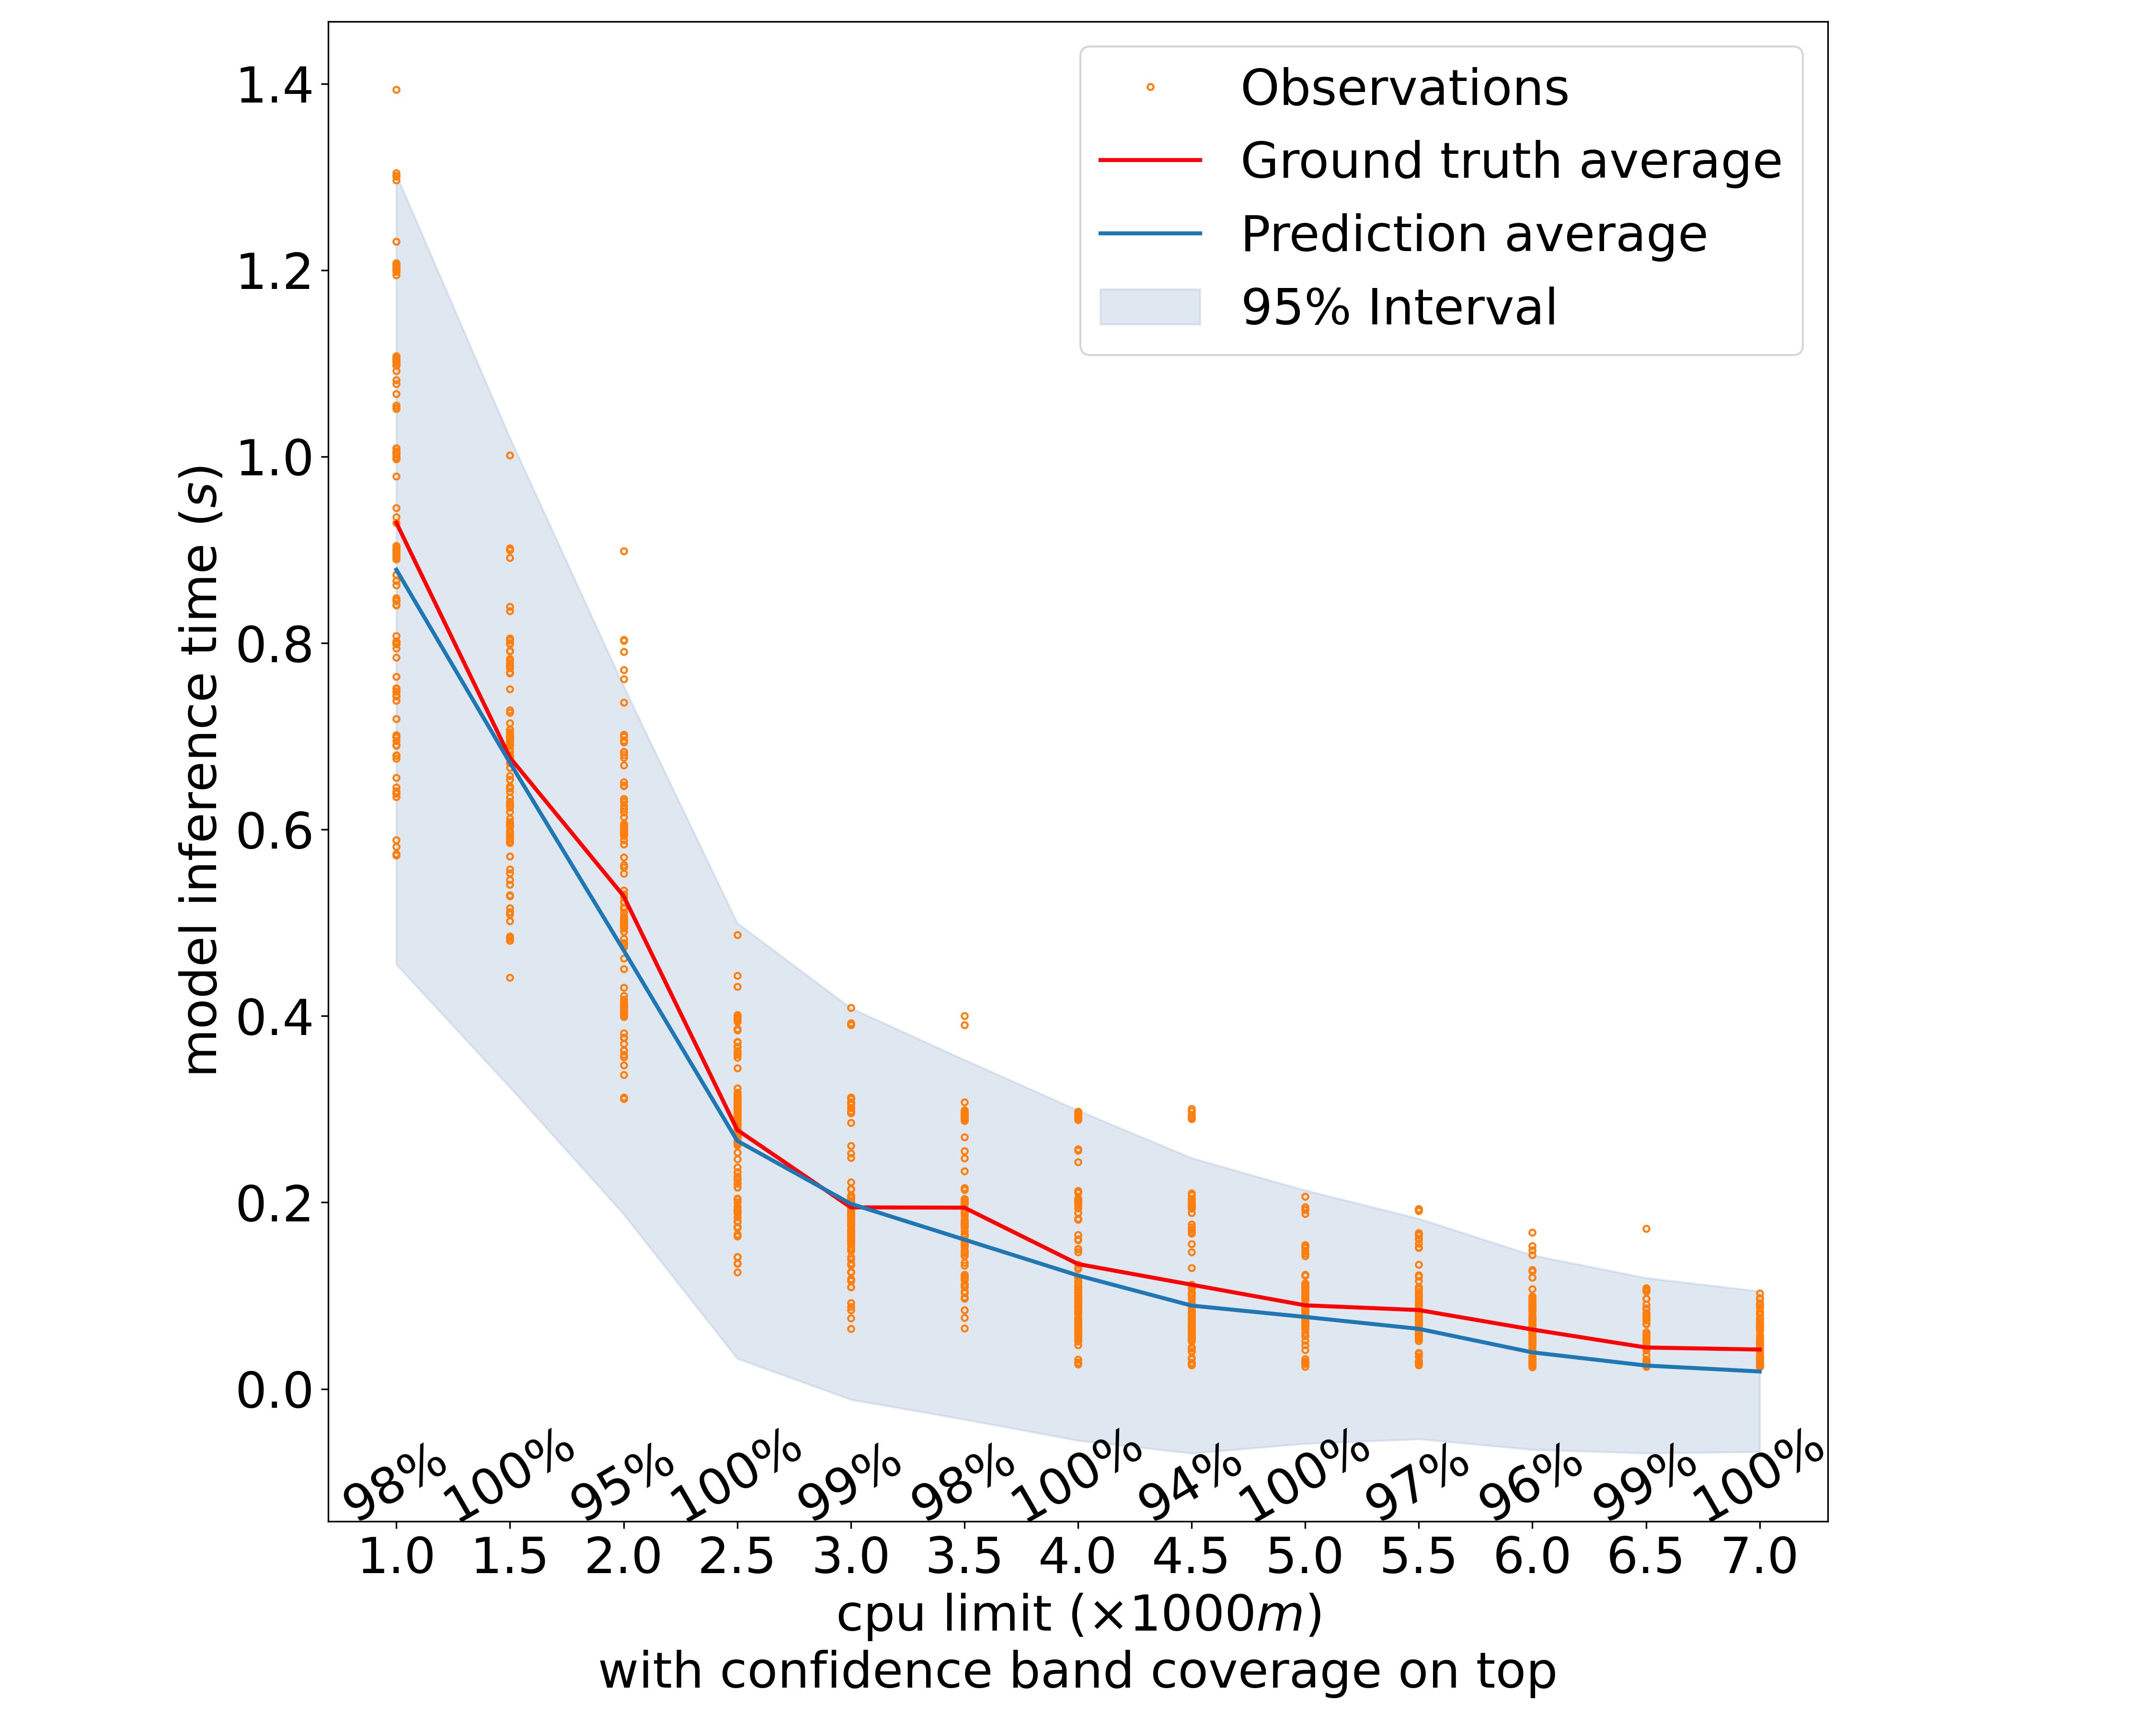 1.4
1.2
1.0
0.8
0.6
0.4
0.2
0.0
model inference time (s)
Observations
Ground truth average
Prediction average
95% Interval
98% 100% 95% 100% 99% 98% 100% 94% 100% 97% 96% 99% 100%
1.0 1.5 2.0 2.5 3.0 3.5 4.0 4.5 5.0 5.5 6.0 6.5 7.0
cpu limit (×1000m)
with confidence band coverage on top